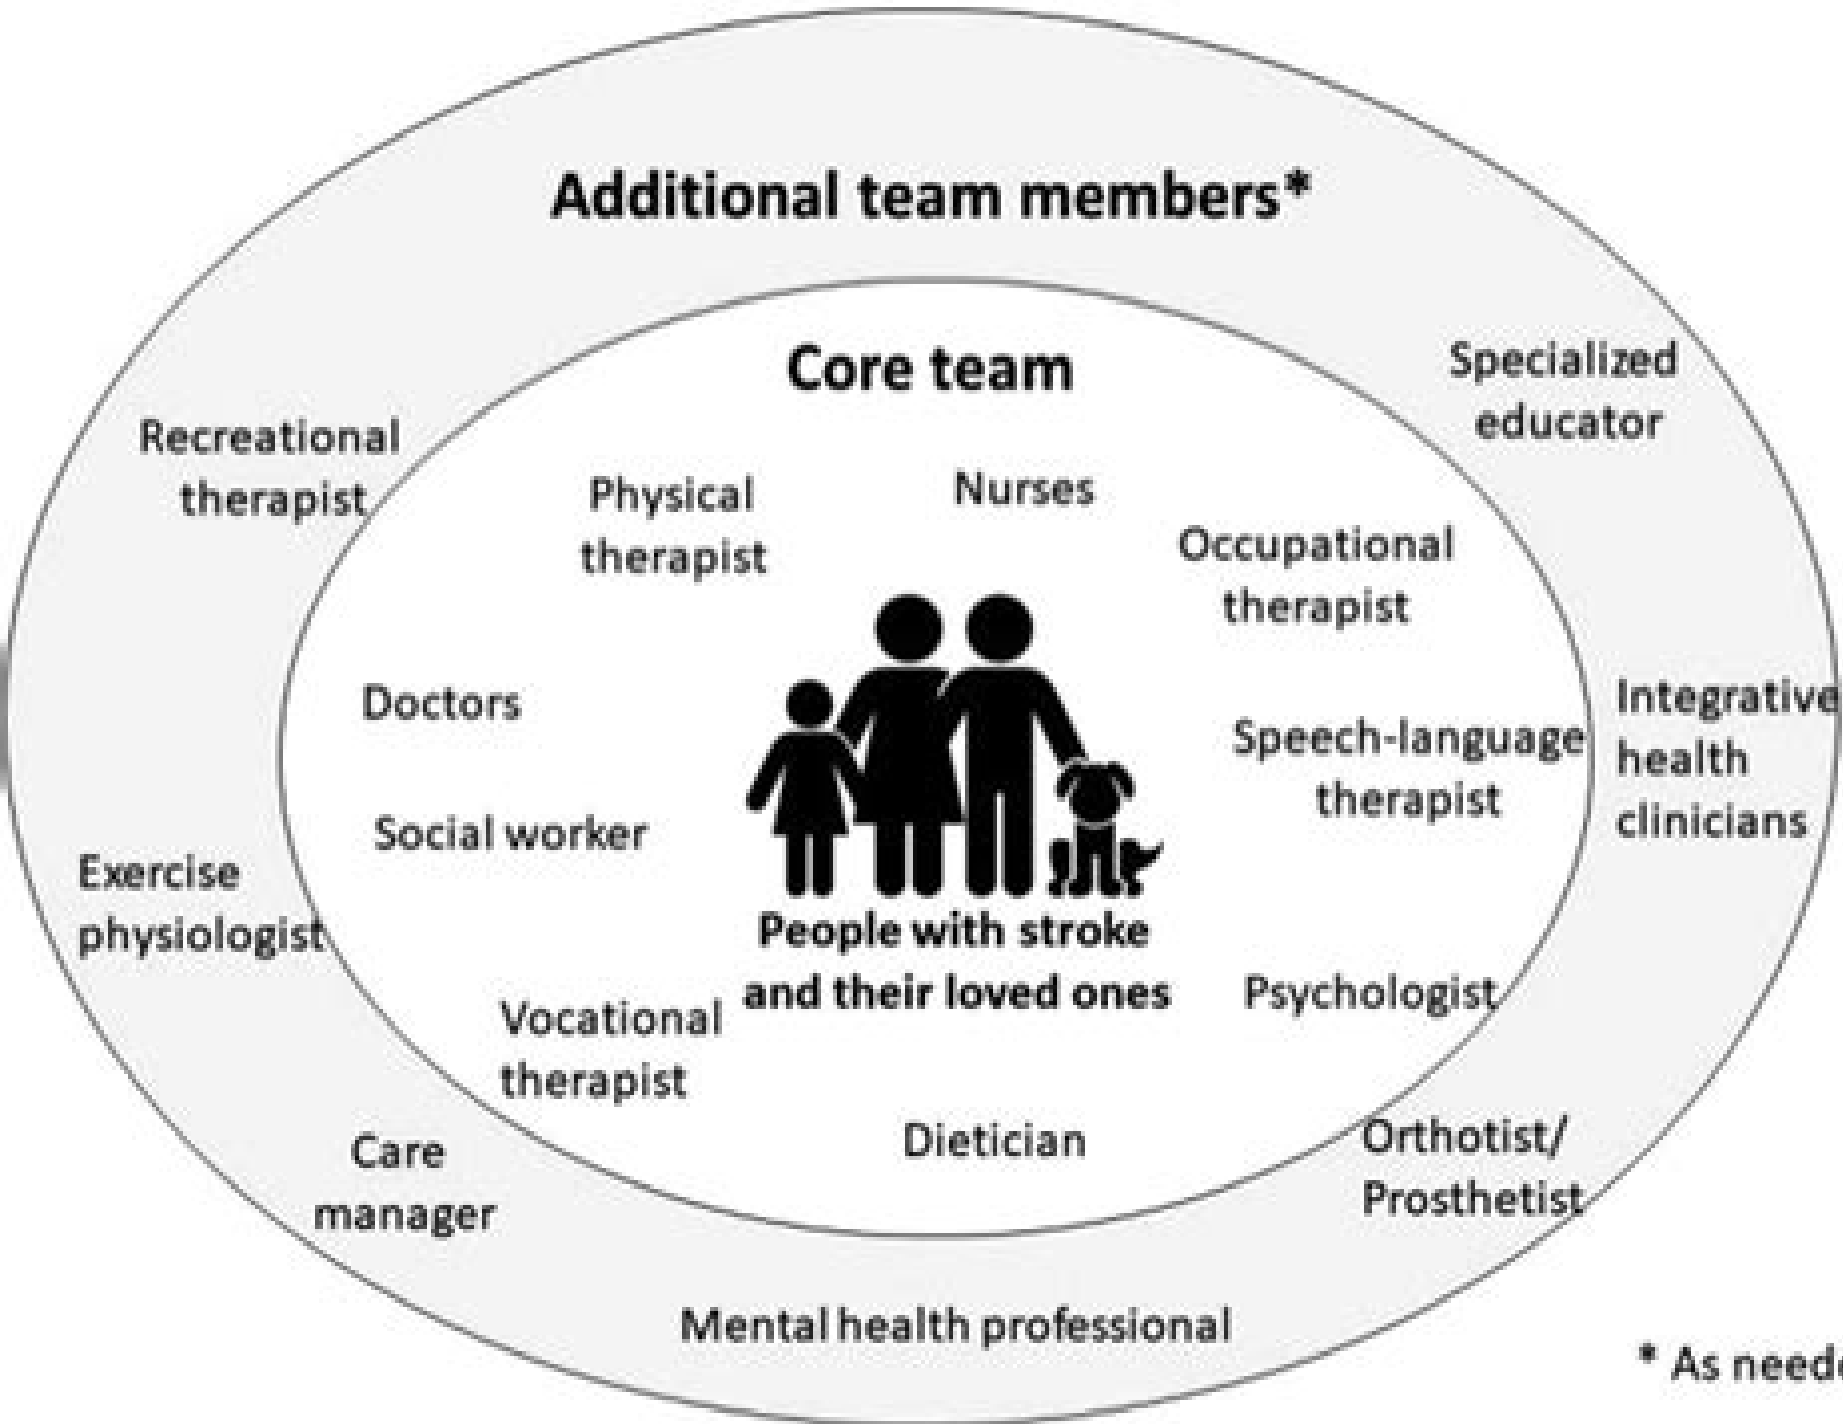 Additional team members*
Core team
Specialized
educator
Recreational
therapist
Physical
therapist
Nurses
Occupational
therapist
Doctors
Integrative
health
clinicians
Speech-language
therapist
Social worker
Exercise
physiologist
People with stroke
and their loved ones
Psychologist
Vocational
therapist
Dietician
Care
manager
Orthotist/
Prosthetist
Mental health professional
* As